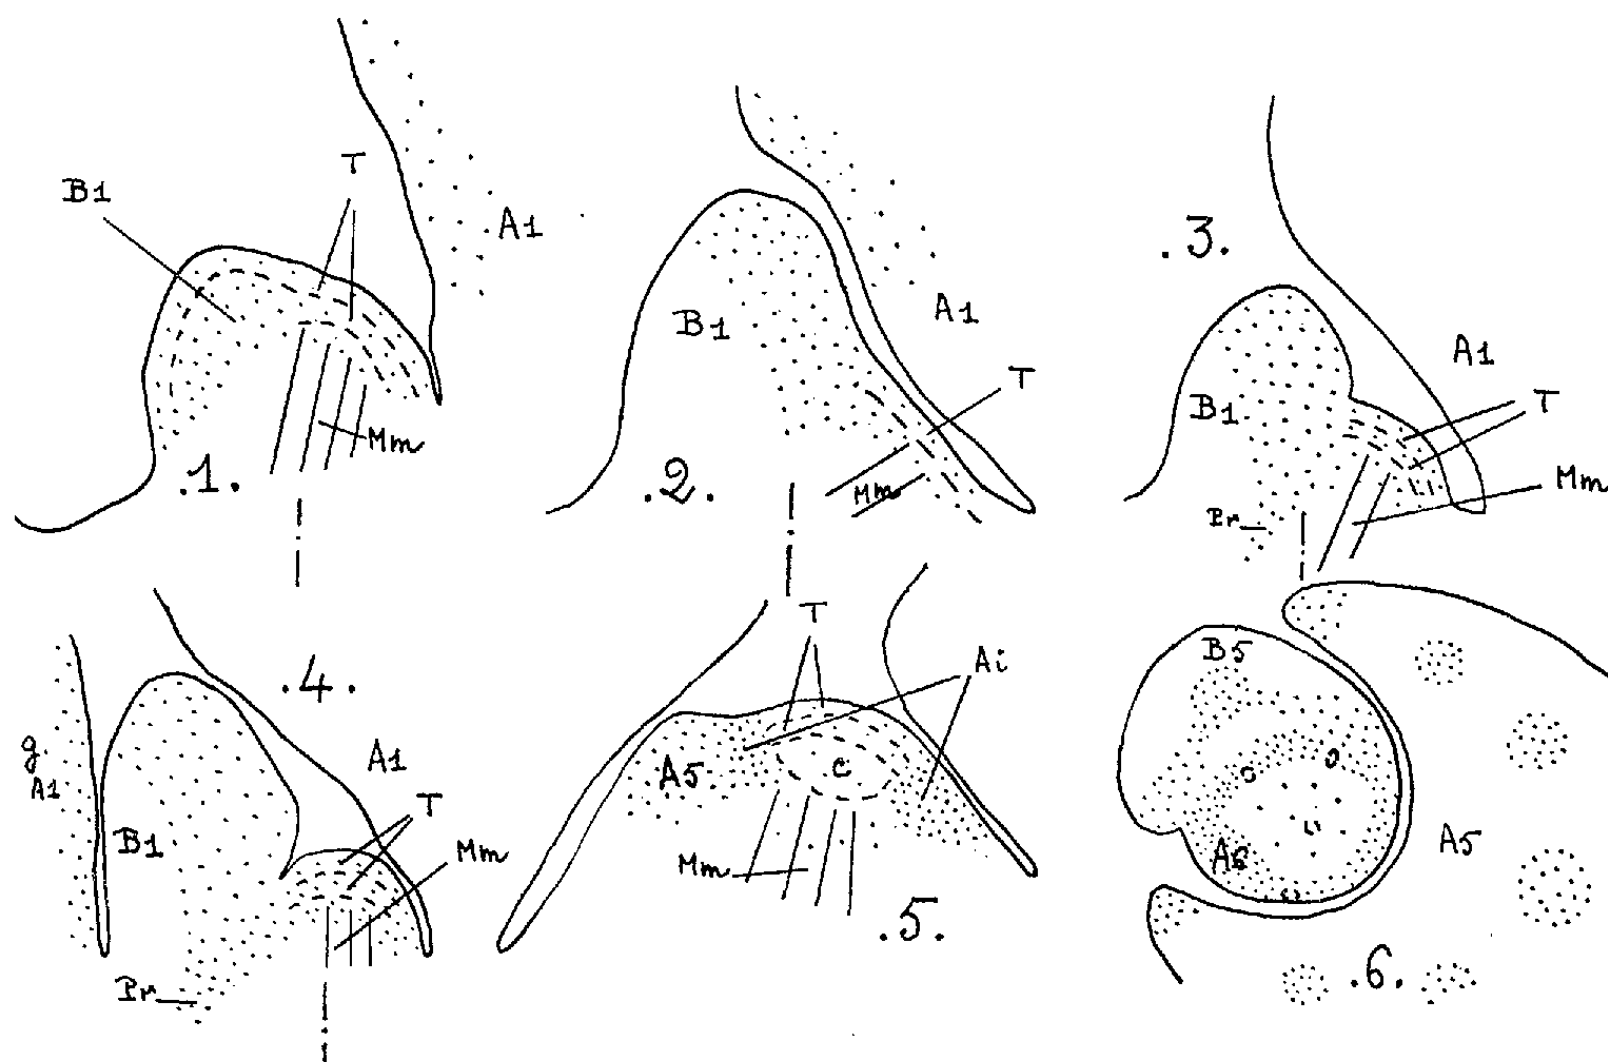 T
B1
A1
Mm
.1.
B1
A1
T
Mm
.2.
.3.
A1
B1
T
Mm
Pr
.4.
g
A1
A1
B1
T
Mm
Pr
T
Ai
A5
c
Mm
.5.
B5
A6
A5
.6.